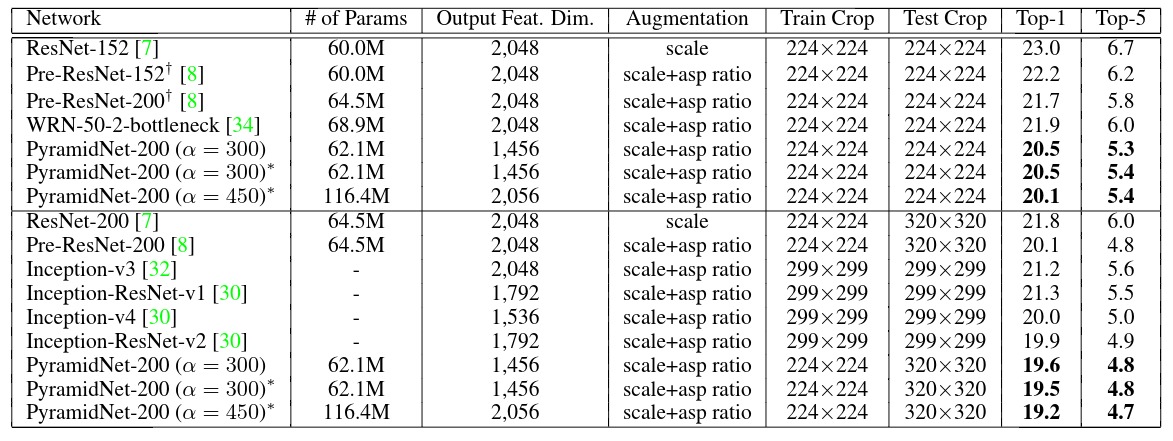 Network # of Params Output Feat. Dim. Augmentation Train Crop Test Crop Top-1 Top-5
ResNet-152 [7] 60.0M 2,048 scale 224×224 224×224 23.0 6.7
Pre-ResNet-152† [8] 60.0M 2,048 scale+asp ratio 224×224 224×224 22.2 6.2
Pre-ResNet-200† [8] 64.5M 2,048 scale+asp ratio 224×224 224×224 21.7 5.8
WRN-50-2-bottleneck [34] 68.9M 2,048 scale+asp ratio 224×224 224×224 21.9 6.0
PyramidNet-200 (α = 300) 62.1M 1,456 scale+asp ratio 224×224 224×224 20.5 5.3
PyramidNet-200 (α = 300)* 62.1M 1,456 scale+asp ratio 224×224 224×224 20.5 5.4
PyramidNet-200 (α = 450)* 116.4M 2,056 scale+asp ratio 224×224 224×224 20.1 5.4
ResNet-200 [7] 64.5M 2,048 scale 224×224 320×320 21.8 6.0
Pre-ResNet-200 [8] 64.5M 2,048 scale+asp ratio 224×224 320×320 20.1 4.8
Inception-v3 [32] - 2,048 scale+asp ratio 299×299 299×299 21.2 5.6
Inception-ResNet-v1 [30] - 1,792 scale+asp ratio 299×299 299×299 21.3 5.5
Inception-v4 [30] - 1,536 scale+asp ratio 299×299 299×299 20.0 5.0
Inception-ResNet-v2 [30] - 1,792 scale+asp ratio 299×299 299×299 19.9 4.9
PyramidNet-200 (α = 300) 62.1M 1,456 scale+asp ratio 224×224 320×320 19.6 4.8
PyramidNet-200 (α = 300)* 62.1M 1,456 scale+asp ratio 224×224 320×320 19.5 4.8
PyramidNet-200 (α = 450)* 116.4M 2,056 scale+asp ratio 224×224 320×320 19.2 4.7